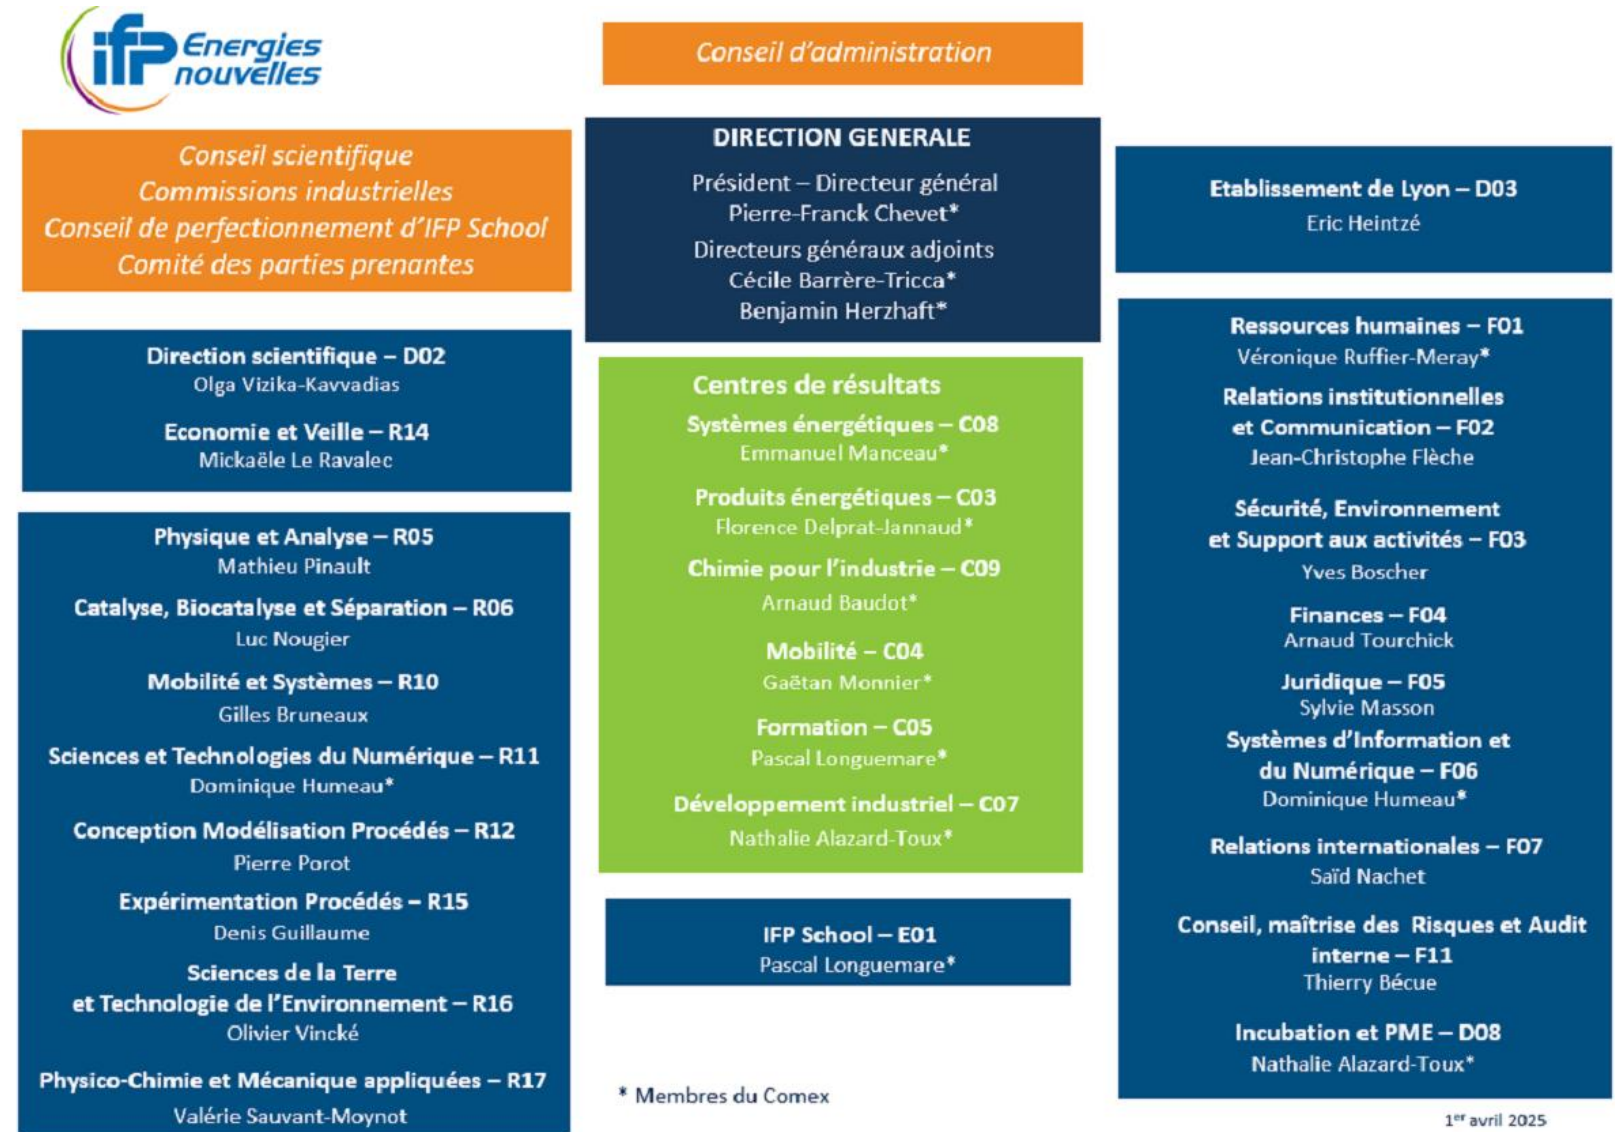 ifp Energies
nouvelles
Conseil d'administration
Conseil scientifique
Commissions industrielles
Conseil de perfectionnement d'IFP School
Comité des parties prenantes
DIRECTION GENERALE
Président – Directeur général
Pierre-Franck Chevet*
Directeurs généraux adjoints
Cécile Barrère-Tricca*
Benjamin Herzhaft*
Etablissement de Lyon – D03
Eric Heintzé
Direction scientifique – D02
Olga Vizika-Kavvadias
Economie et Veille – R14
Mickaële Le Ravalec
Physique et Analyse – R05
Mathieu Pinault
Catalyse, Biocatalyse et Séparation – R06
Luc Nougier
Mobilité et Systèmes – R10
Gilles Bruneaux
Sciences et Technologies du Numérique – R11
Dominique Humeau*
Conception Modélisation Procédés – R12
Pierre Porot
Expérimentation Procédés – R15
Denis Guillaume
Sciences de la Terre
et Technologie de l'Environnement – R16
Olivier Vincké
Physico-Chimie et Mécanique appliquées – R17
Valérie Sauvant-Moynot
Centres de résultats
Systèmes énergétiques – C08
Emmanuel Manceau*
Produits énergétiques – C03
Florence Delprat-Jannaud*
Chimie pour l'industrie – C09
Arnaud Baudot*
Mobilité – C04
Gaëtan Monnier*
Formation – C05
Pascal Longuemare*
Développement industriel – C07
Nathalie Alazard-Toux*
IFP School – E01
Pascal Longuemare*
* Membres du Comex
Ressources humaines – F01
Véronique Ruffier-Meray*
Relations institutionnelles
et Communication – F02
Jean-Christophe Flèche
Sécurité, Environnement
et Support aux activités – F03
Yves Boscher
Finances – F04
Arnaud Tourchick
Juridique – F05
Sylvie Masson
Systèmes d'Information et
du Numérique – F06
Dominique Humeau*
Relations internationales – F07
Saïd Nachet
Conseil, maîtrise des Risques et Audit
interne – F11
Thierry Bécue
Incubation et PME – D08
Nathalie Alazard-Toux*
1er avril 2025